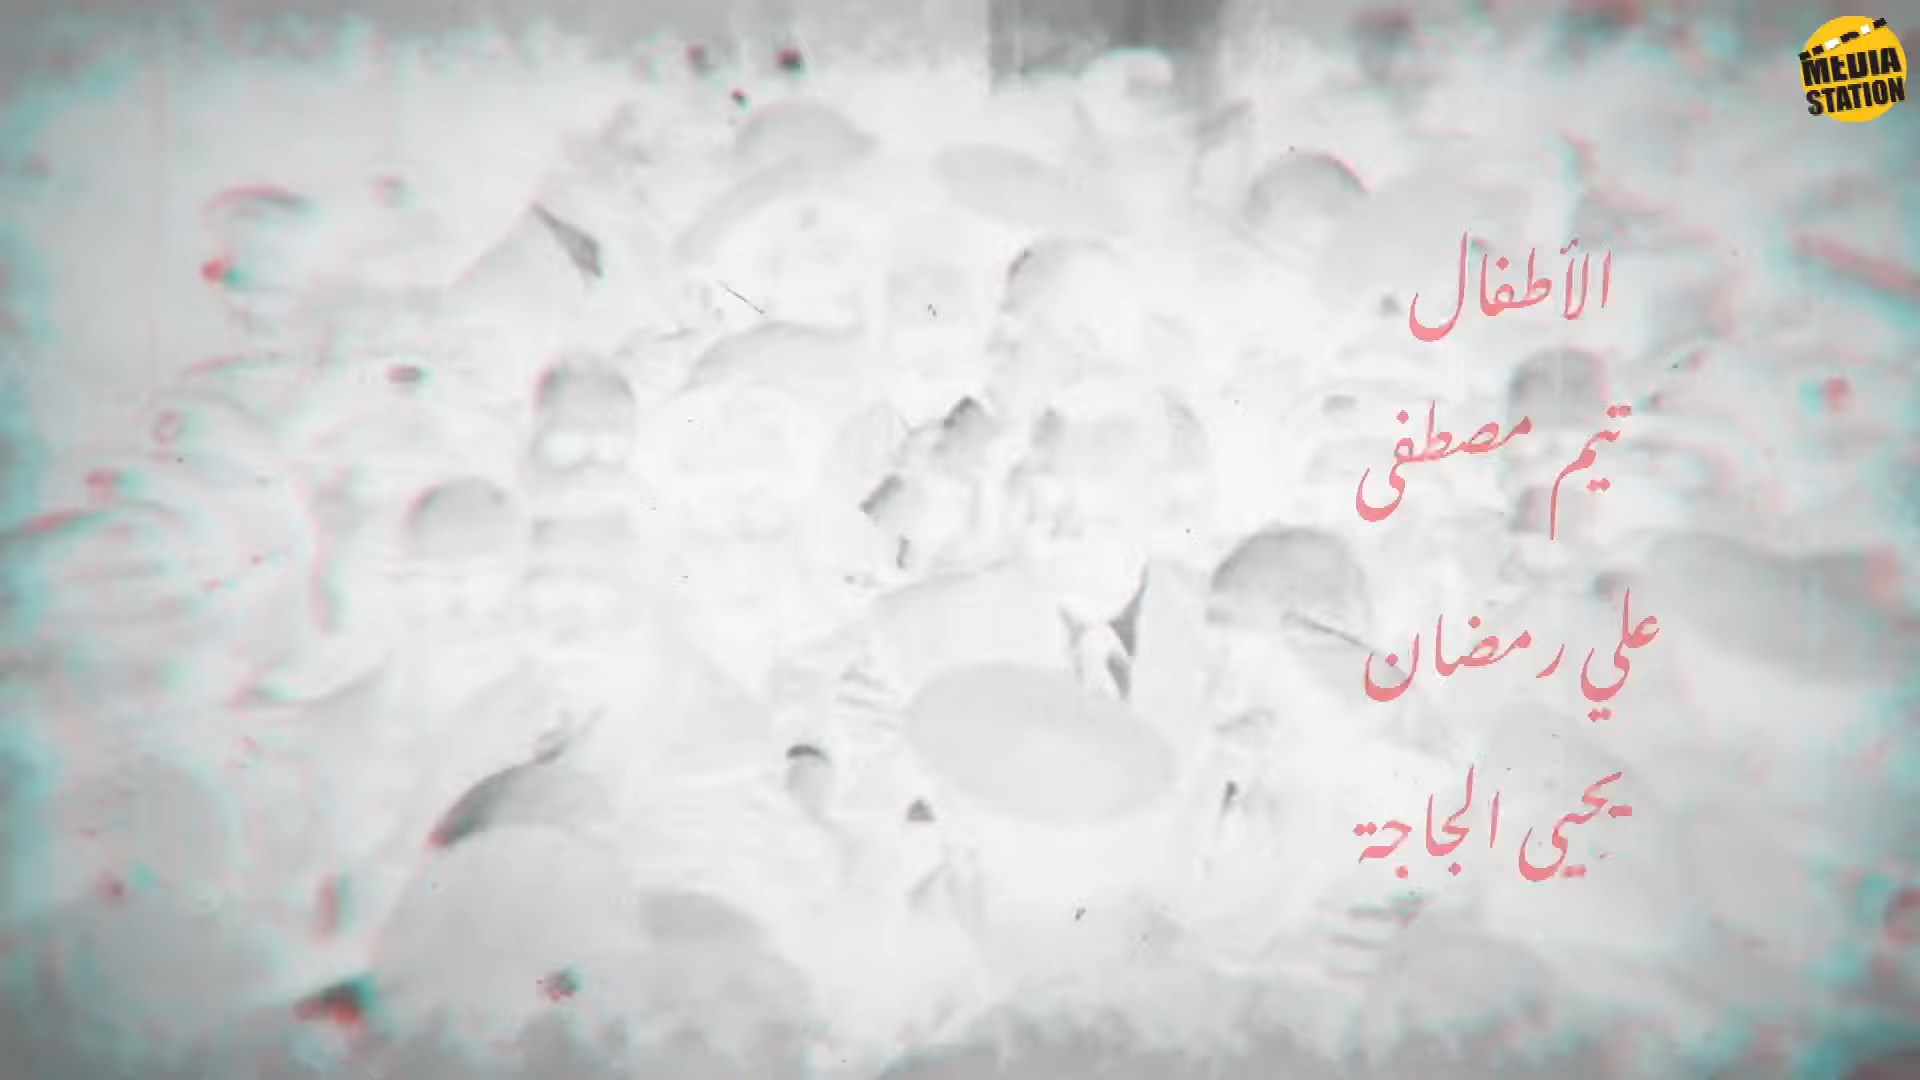 MEDIA
STATION
الأطفال
تيم مصطفى
علي رمضان
يحيى الجاجة